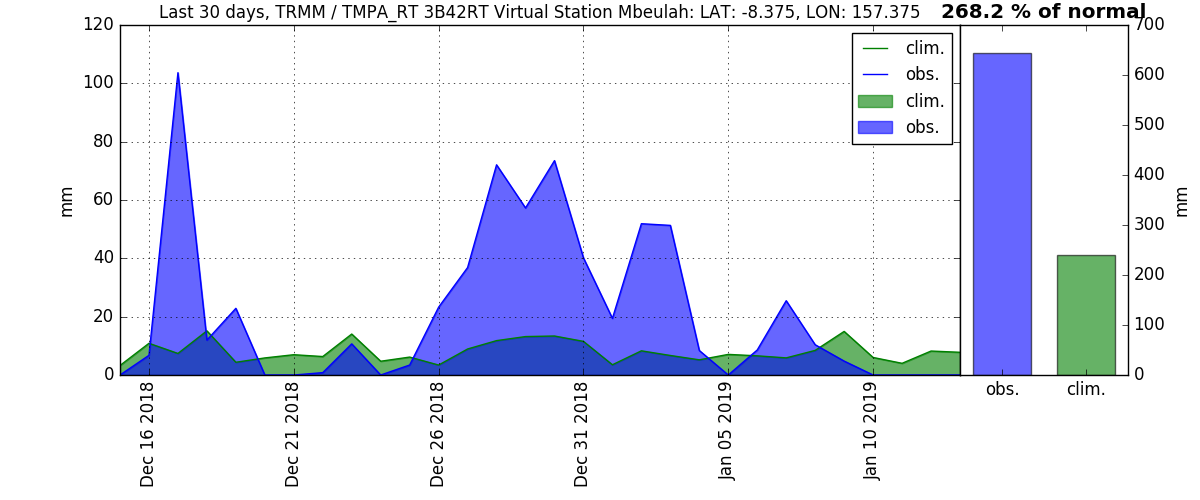 Last 30 days, TRMM / TMPA_RT 3B42RT Virtual Station Mbeulah: LAT: -8.375, LON: 157.375
268.2 % of normal
120
100
80
60
40
20
0
mm
clim.
obs.
clim.
obs.
Dec 16 2018
Dec 21 2018
Dec 26 2018
Dec 31 2018
Jan 05 2019
Jan 10 2019
700
600
500
400
300
200
100
0
mm
obs.
clim.